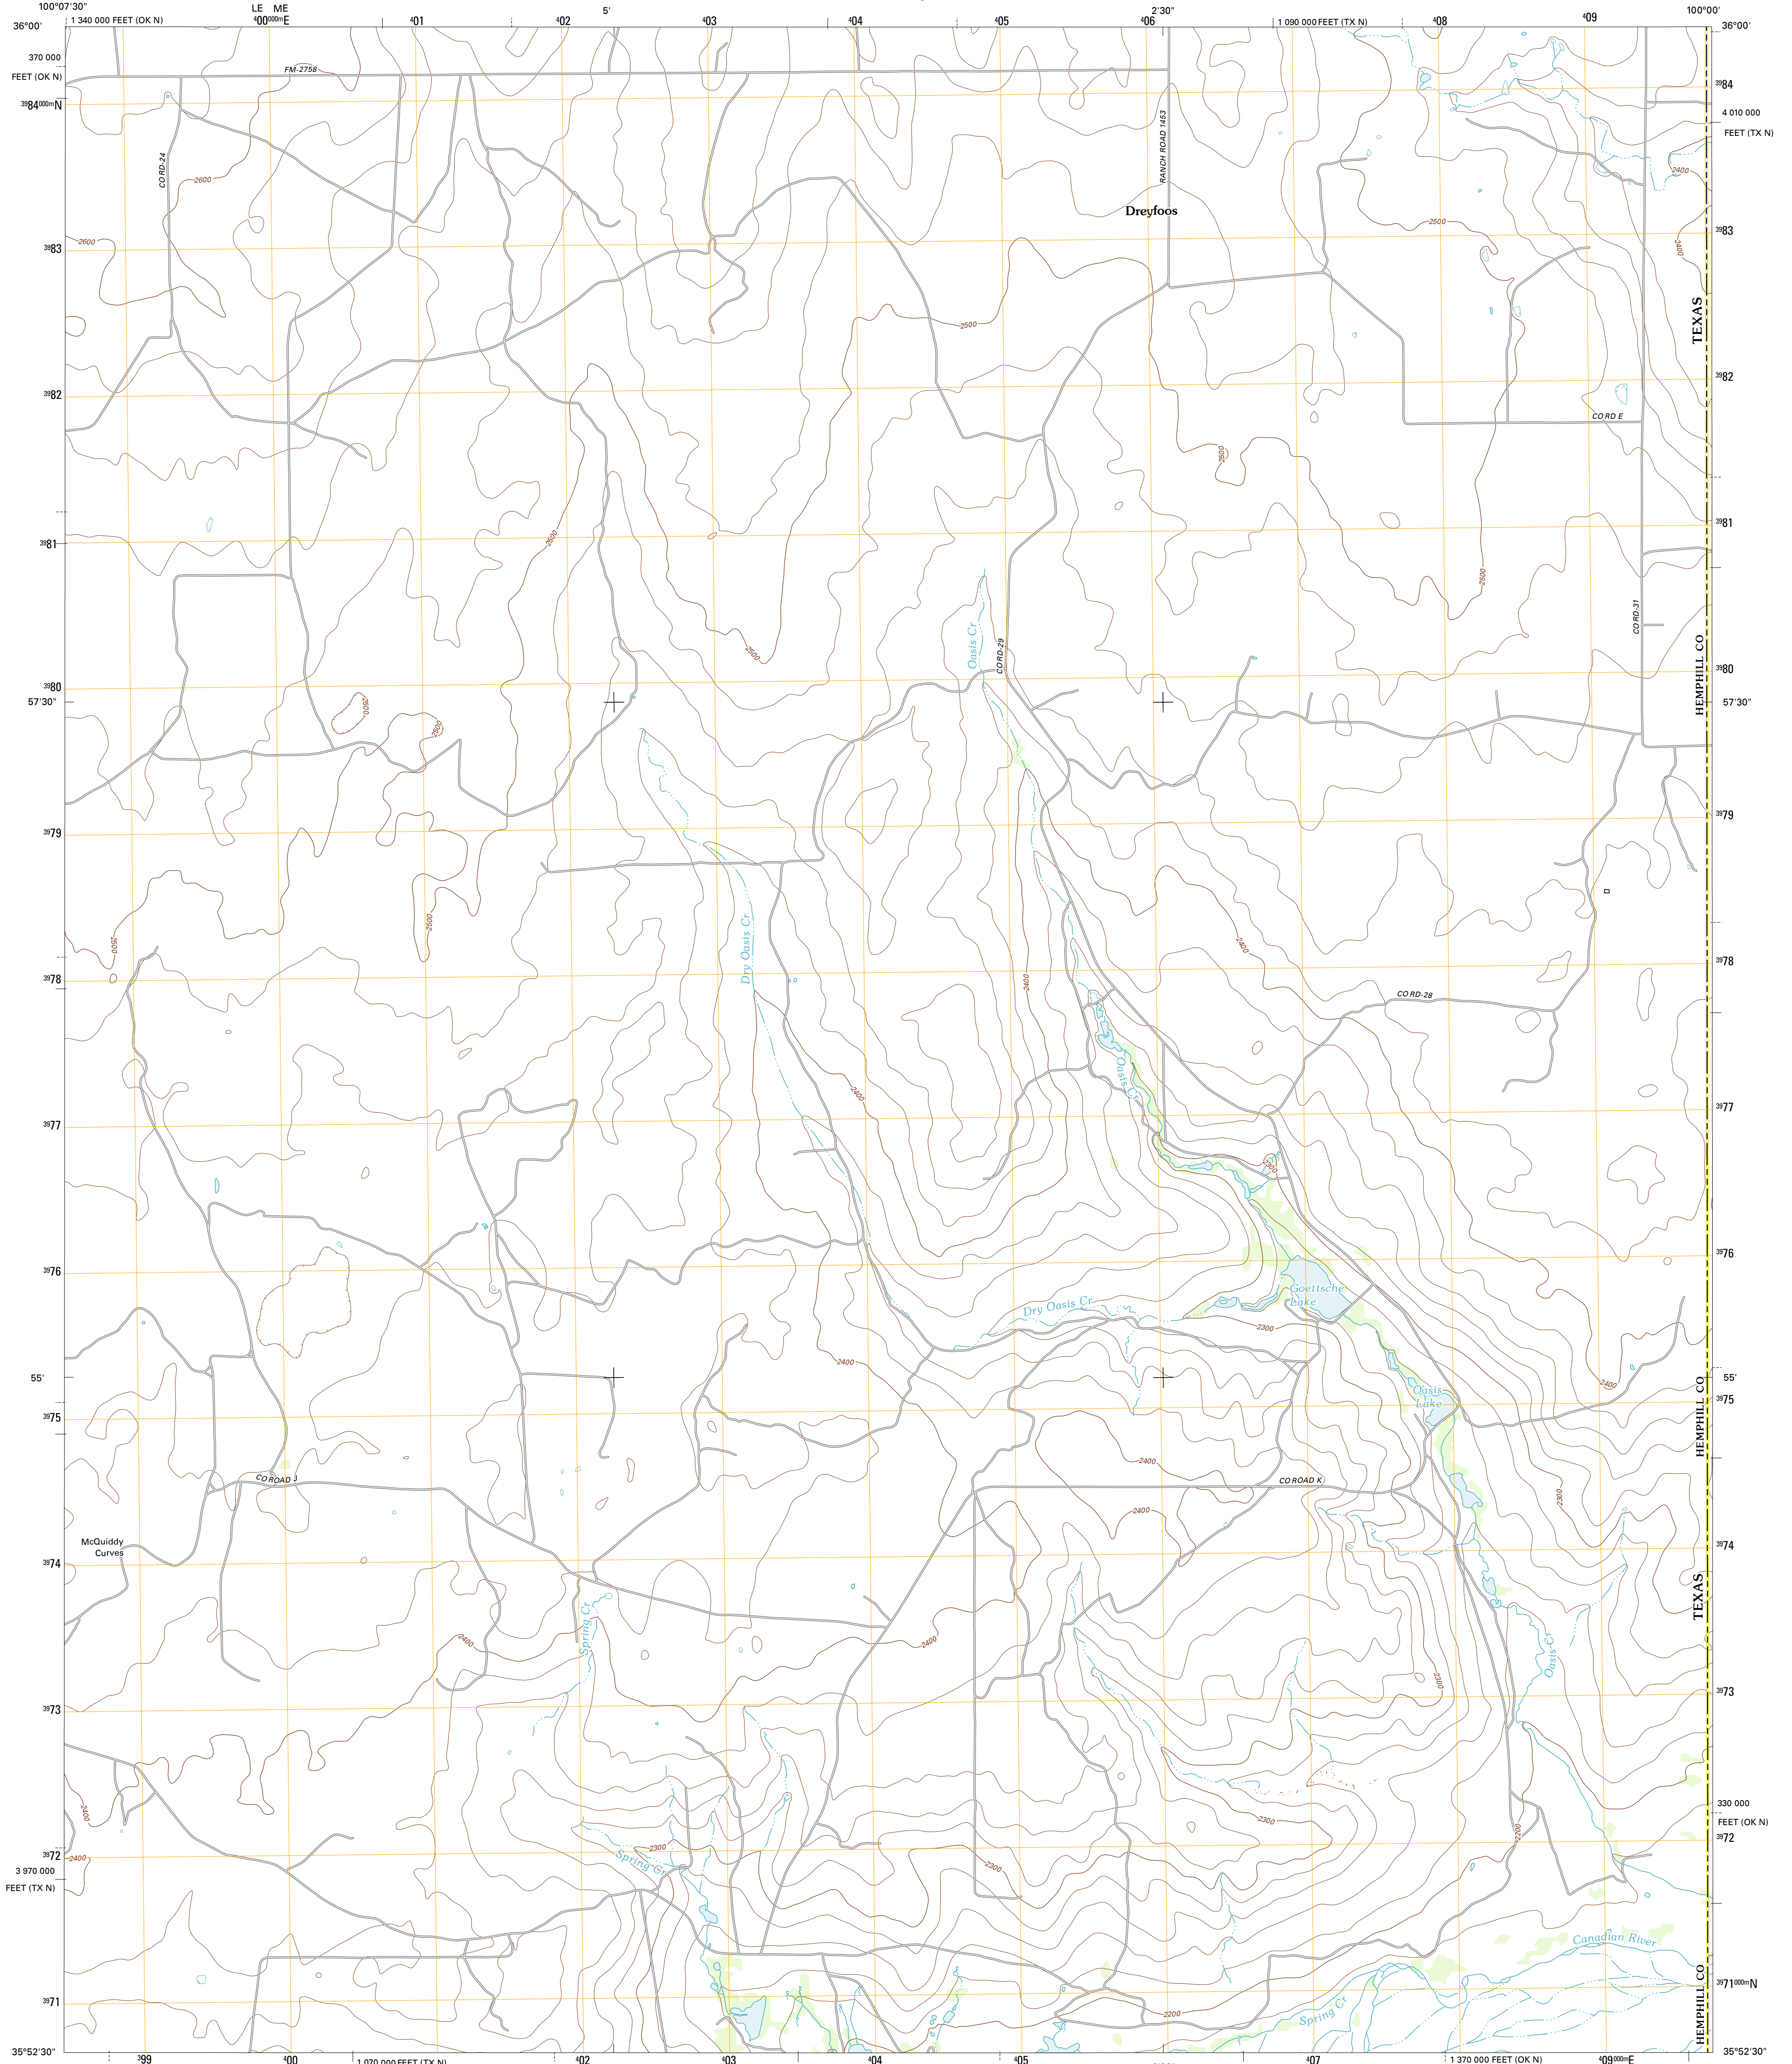 100°07'30"
LE ME
1 340 000 FEET (OK N)
⁴00⁰⁰⁰ᵐE
⁴01
⁴02
5'
⁴03
⁴04
⁴05
2'30"
⁴06
1 090 000 FEET (TX N)
⁴08
⁴09
100°00'
36°00'
36°00'
370 000
FEET (OK N)
FM-2758
³⁹84⁰⁰⁰ᵐN
³⁹84
4 010 000
FEET (TX N)
CO RD-24
RANCH ROAD 1453
2600
2400
Dreyfoos
2500
2600
³⁹83
³⁹83
2400
TEXAS
2500
³⁹82
³⁹82
CO RD E
2500
³⁹81
³⁹81
2500
2500
CO RD-31
Oasis Cr
CO RD-29
2500
HEMPHILL CO
³⁹80
³⁹80
57'30"
57'30"
2500
2500
³⁹79
³⁹79
2500
2500
Dry Oasis Cr
2400
2400
³⁹78
³⁹78
CO RD-28
Oasis Cr
2400
³⁹77
³⁹77
2300
³⁹76
³⁹76
Goettsche
Lake
Dry Oasis Cr
2300
2400
55'
55'
2400
Oasis
Lake
HEMPHILL CO
³⁹75
³⁹75
2400
CO ROAD J
CO ROAD K
2300
2400
McQuiddy
Curves
³⁹74
³⁹74
TEXAS
Spring Cr
2400
2400
Oasis Cr
2300
³⁹73
³⁹73
2400
2300
330 000
FEET (OK N)
2200
³⁹72
³⁹72
2300
2400
Spring Cr
2300
3 970 000
FEET (TX N)
Canadian River
HEMPHILL CO
³⁹71⁰⁰⁰ᵐN
³⁹71
2200
Spring Cr
35°52'30"
35°52'30"
³99
⁴00
1 070 000 FEET (TX N)
⁴02
⁴03
⁴04
⁴05
⁴07
1 370 000 FEET (OK N)
⁴09⁰⁰⁰ᵐE